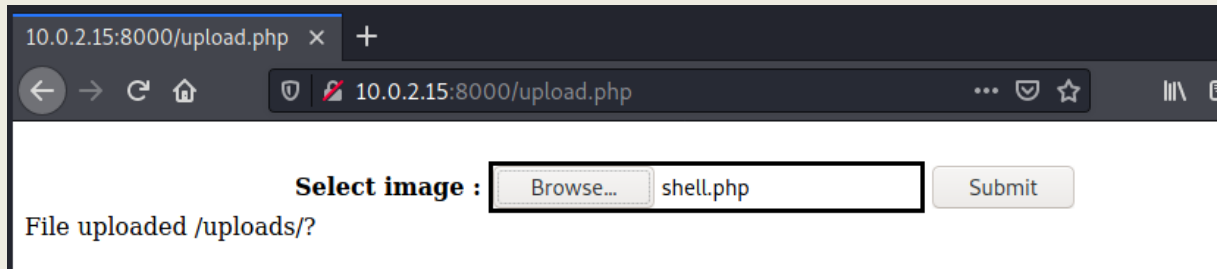 10.0.2.15:8000/upload.php × +
10.0.2.15:8000/upload.php
Select image : Browse... shell.php Submit
File uploaded /uploads/?